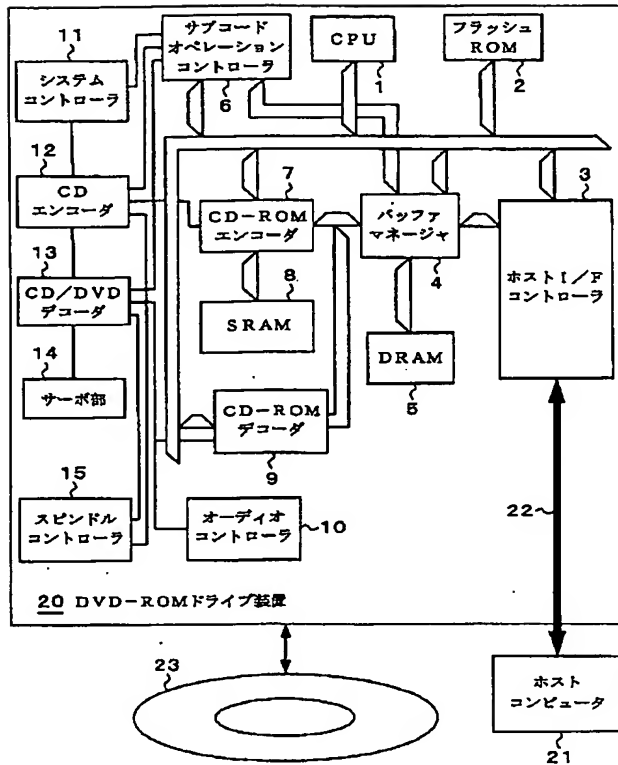 11
システム
コントローラ
サブコード
オペレーション
コントローラ
6
CPU
1
フラッシュ
ROM
2
12
CD
エンコーダ
13
CD/DVD
デコーダ
14
サーボ部
7
CD-ROM
エンコーダ
8
SRAM
バッファ
マネージャ
4
DRAM
5
3
ホストI/F
コントローラ
CD-ROM
デコーダ
9
15
スピンドル
コントローラ
オーディオ
コントローラ
10
22
20 DVD-ROMドライブ装置
23
ホスト
コンピュータ
21